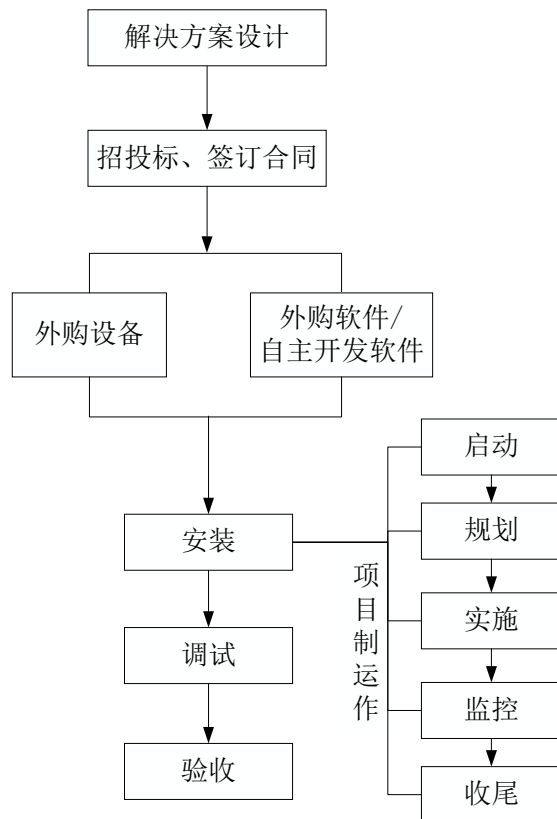 解决方案设计
招投标、签订合同
外购设备
外购软件/
自主开发软件
安装
调试
验收
项目制运作
启动
规划
实施
监控
收尾